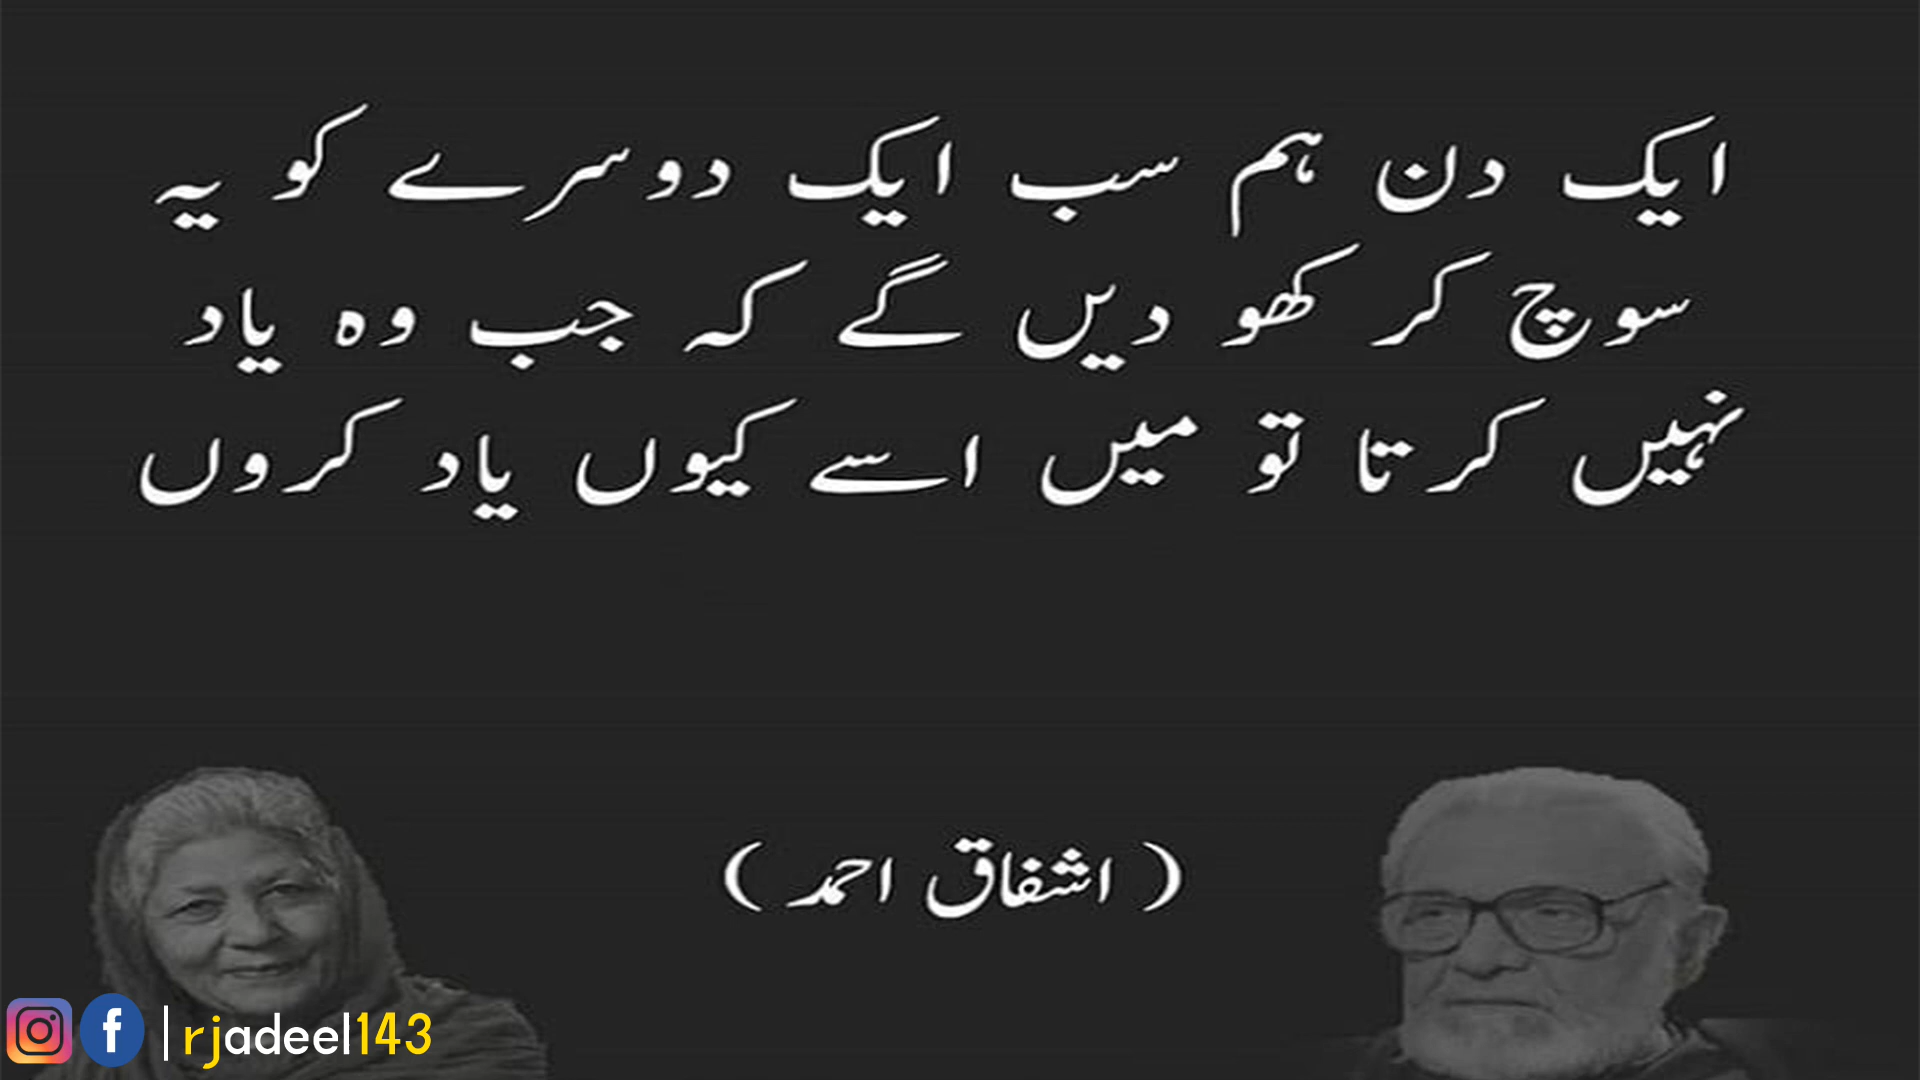 ایک دن ہم سب ایک دوسرے کو یہ
سوچ کر کھو دیں گے کہ جب وہ یاد
نہیں کرتا تو میں اسے کیوں یاد کروں
( اشفاق احمد )
|rjadeel143